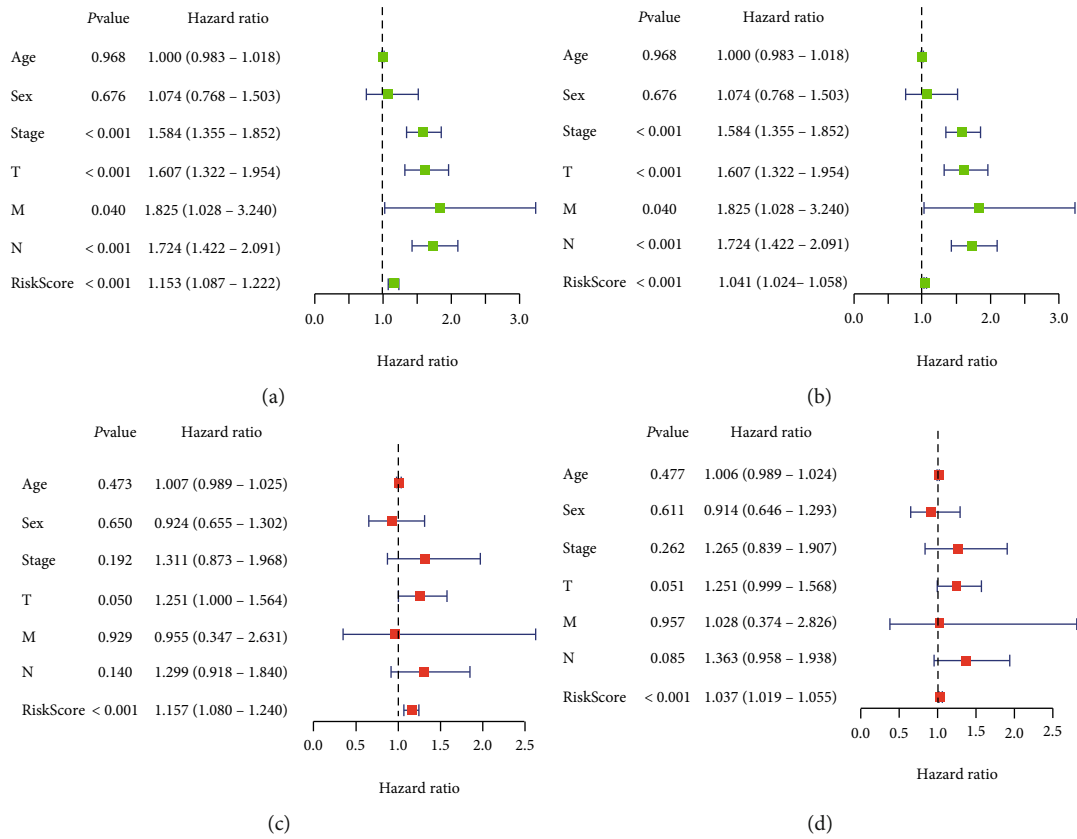 Pvalue Hazard ratio
Age 0.968 1.000 (0.983 – 1.018)
Sex 0.676 1.074 (0.768 – 1.503)
Stage < 0.001 1.584 (1.355 – 1.852)
T < 0.001 1.607 (1.322 – 1.954)
M 0.040 1.825 (1.028 – 3.240)
N < 0.001 1.724 (1.422 – 2.091)
RiskScore < 0.001 1.153 (1.087 – 1.222)
0.0 1.0 2.0 3.0
Hazard ratio
(a)
Pvalue Hazard ratio
Age 0.968 1.000 (0.983 – 1.018)
Sex 0.676 1.074 (0.768 – 1.503)
Stage < 0.001 1.584 (1.355 – 1.852)
T < 0.001 1.607 (1.322 – 1.954)
M 0.040 1.825 (1.028 – 3.240)
N < 0.001 1.724 (1.422 – 2.091)
RiskScore < 0.001 1.041 (1.024– 1.058)
0.0 1.0 2.0 3.0
Hazard ratio
(b)
Pvalue Hazard ratio
Age 0.473 1.007 (0.989 – 1.025)
Sex 0.650 0.924 (0.655 – 1.302)
Stage 0.192 1.311 (0.873 – 1.968)
T 0.050 1.251 (1.000 – 1.564)
M 0.929 0.955 (0.347 – 2.631)
N 0.140 1.299 (0.918 – 1.840)
RiskScore < 0.001 1.157 (1.080 – 1.240)
0.0 0.5 1.0 1.5 2.0 2.5
Hazard ratio
(c)
Pvalue Hazard ratio
Age 0.477 1.006 (0.989 – 1.024)
Sex 0.611 0.914 (0.646 – 1.293)
Stage 0.262 1.265 (0.839 – 1.907)
T 0.051 1.251 (0.999 – 1.568)
M 0.957 1.028 (0.374 – 2.826)
N 0.085 1.363 (0.958 – 1.938)
RiskScore < 0.001 1.037 (1.019 – 1.055)
0.0 0.5 1.0 1.5 2.0 2.5
Hazard ratio
(d)